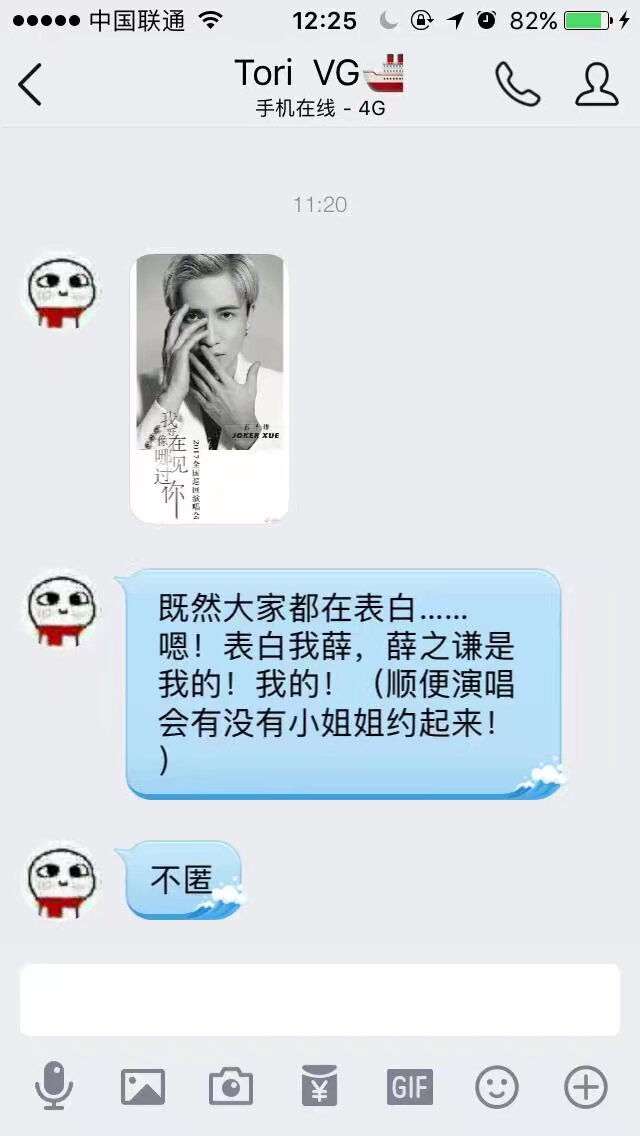 中国联通
12:25
82%
Tori VG
手机在线 - 4G
11:20
JOKER XUE
我好像在哪见过你
2017全国巡回演唱会
既然大家都在表白……
嗯！表白我薛，薛之谦是
我的！我的！（顺便演唱
会有没有小姐姐约起来！
）
不匿
¥
GIF